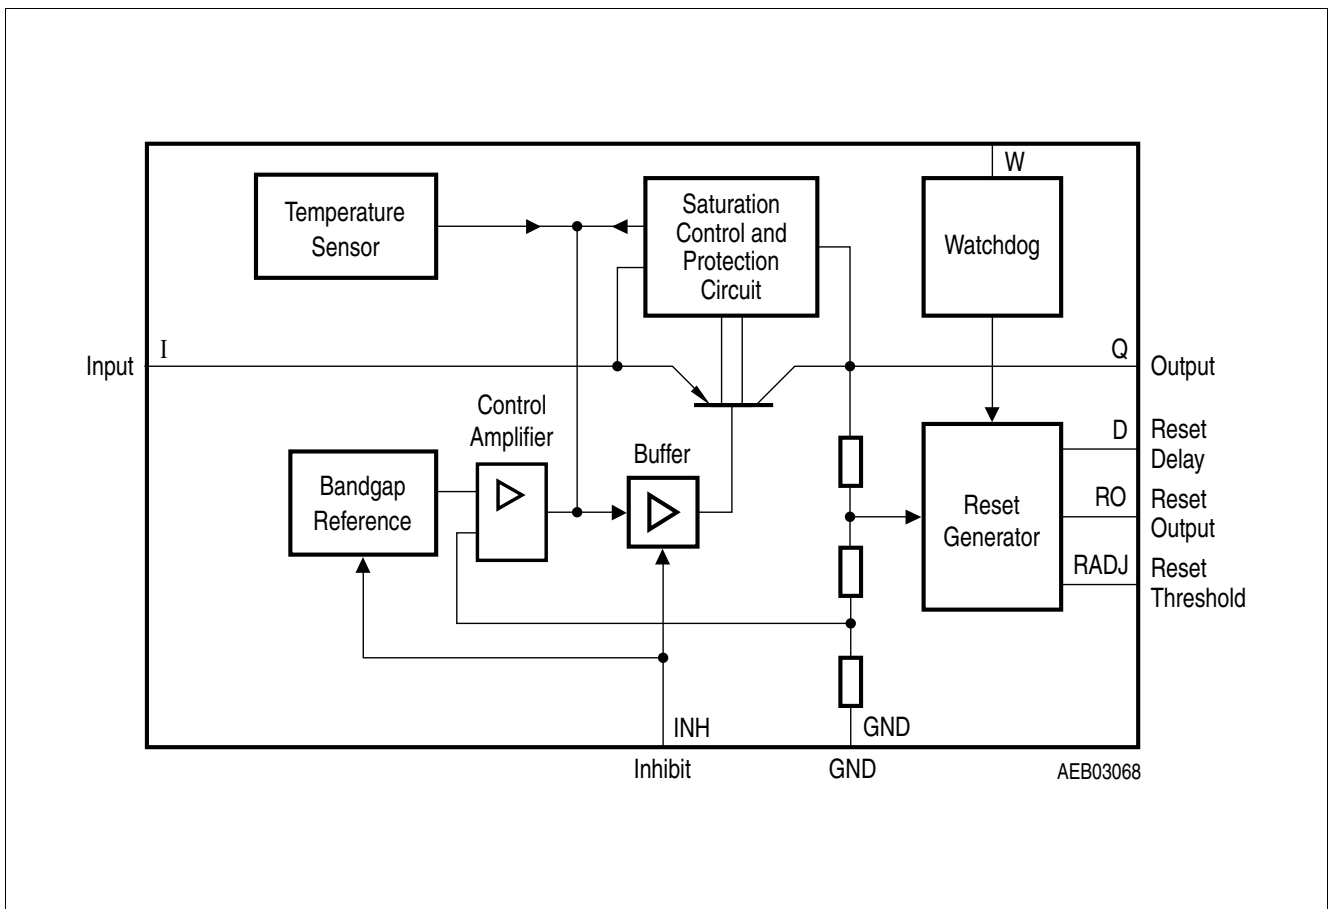 W
Temperature
Sensor
Saturation
Control and
Protection
Circuit
Watchdog
I
Q
Input
Output
Control
Amplifier
Buffer
Bandgap
Reference
Reset
Generator
D
Reset
Delay
RO
Reset
Output
RADJ
Reset
Threshold
INH
GND
Inhibit
GND
AEB03068